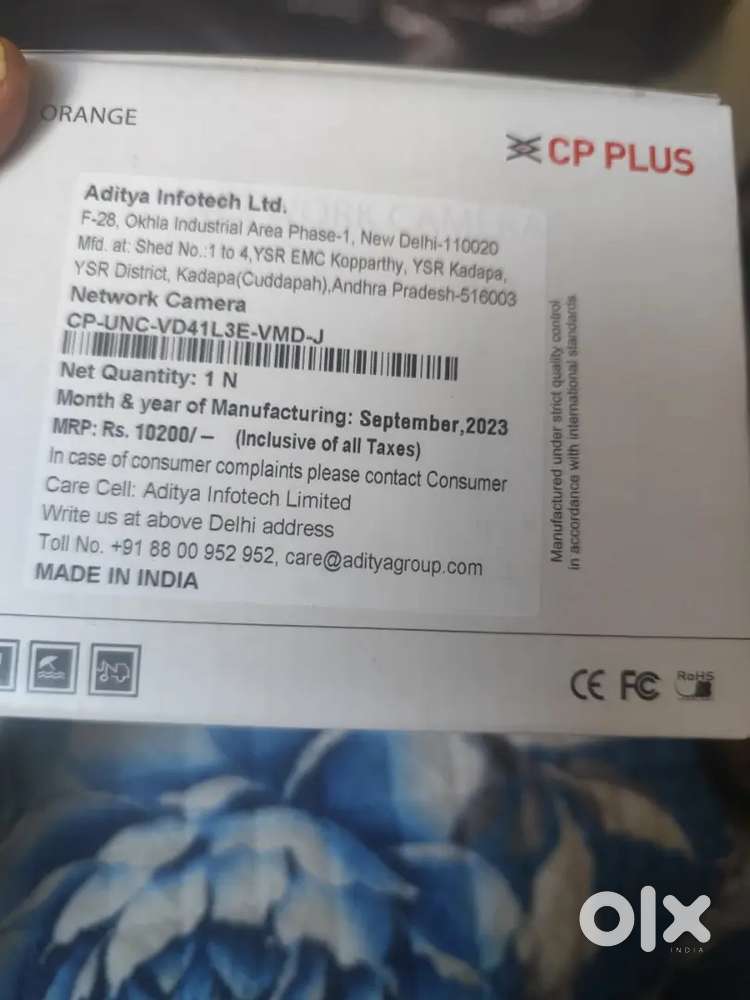 ORANGE
CP PLUS
Aditya Infotech Ltd.
F-28, Okhla Industrial Area Phase-1, New Delhi-110020
Mfd. at: Shed No.:1 to 4,YSR EMC Kopparthy, YSR Kadapa,
YSR District, Kadapa(Cuddapah),Andhra Pradesh-516003
Network Camera
CP-UNC-VD41L3E-VMD-J
Net Quantity: 1 N
Month & year of Manufacturing: September,2023
MRP: Rs. 10200/- (Inclusive of all Taxes)
In case of consumer complaints please contact Consumer
Care Cell: Aditya Infotech Limited
Write us at above Delhi address
Toll No. +91 88 00 952 952, care@adityagroup.com
MADE IN INDIA
Manufactured under strict quality control
in accordance with international standards
CE FC RoHS
olx
INDIA